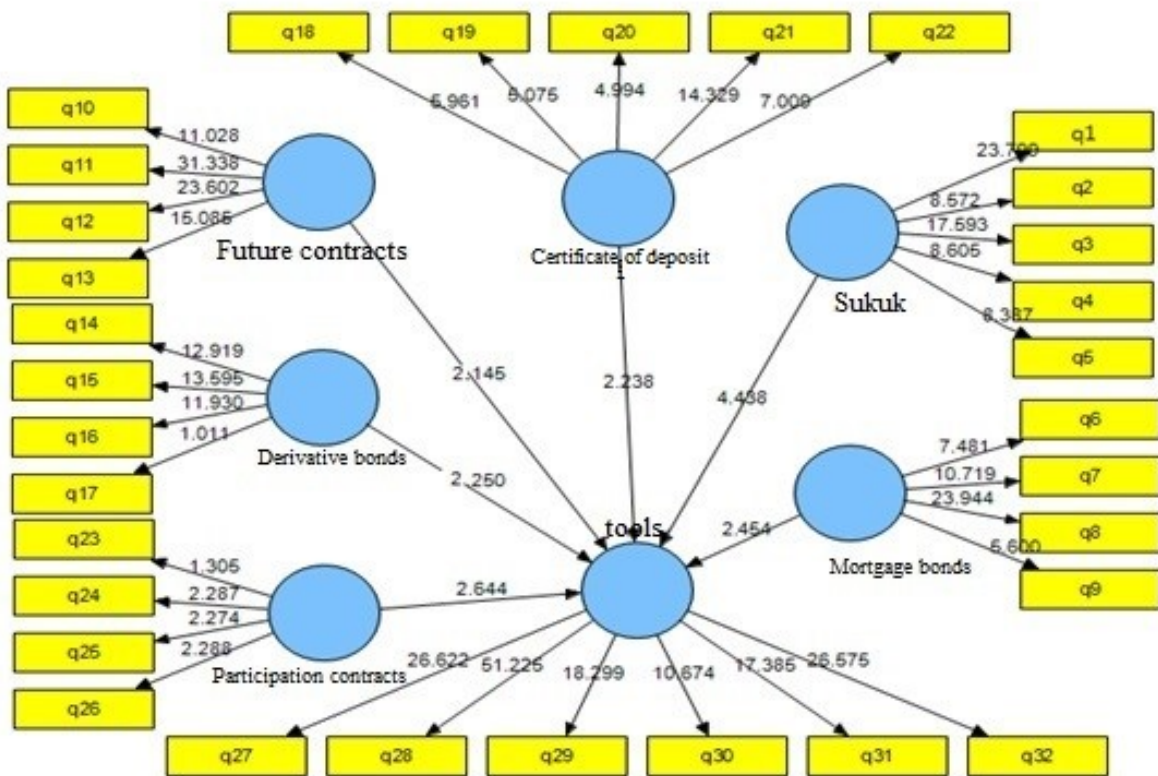 q18
q19
q20
q21
q22
5.961
5.075
4.994
14.329
7.009
q10
q11
q12
q13
11.028
31.338
23.602
15.085
Future contracts
Certificate of deposit
q1
q2
q3
q4
q5
8.572
17.593
8.605
8.387
Sukuk
q14
q15
q16
q17
12.919
13.595
11.930
1.011
Derivative bonds
2.145
2.238
4.438
2.250
2.454
2.644
q6
q7
q8
q9
7.481
10.719
23.944
5.600
Mortgage bonds
tools
q23
q24
q25
q26
1.305
2.287
2.274
2.288
Participation contracts
26.622
51.225
18.299
10.674
17.385
q27
q28
q29
q30
q31
q32